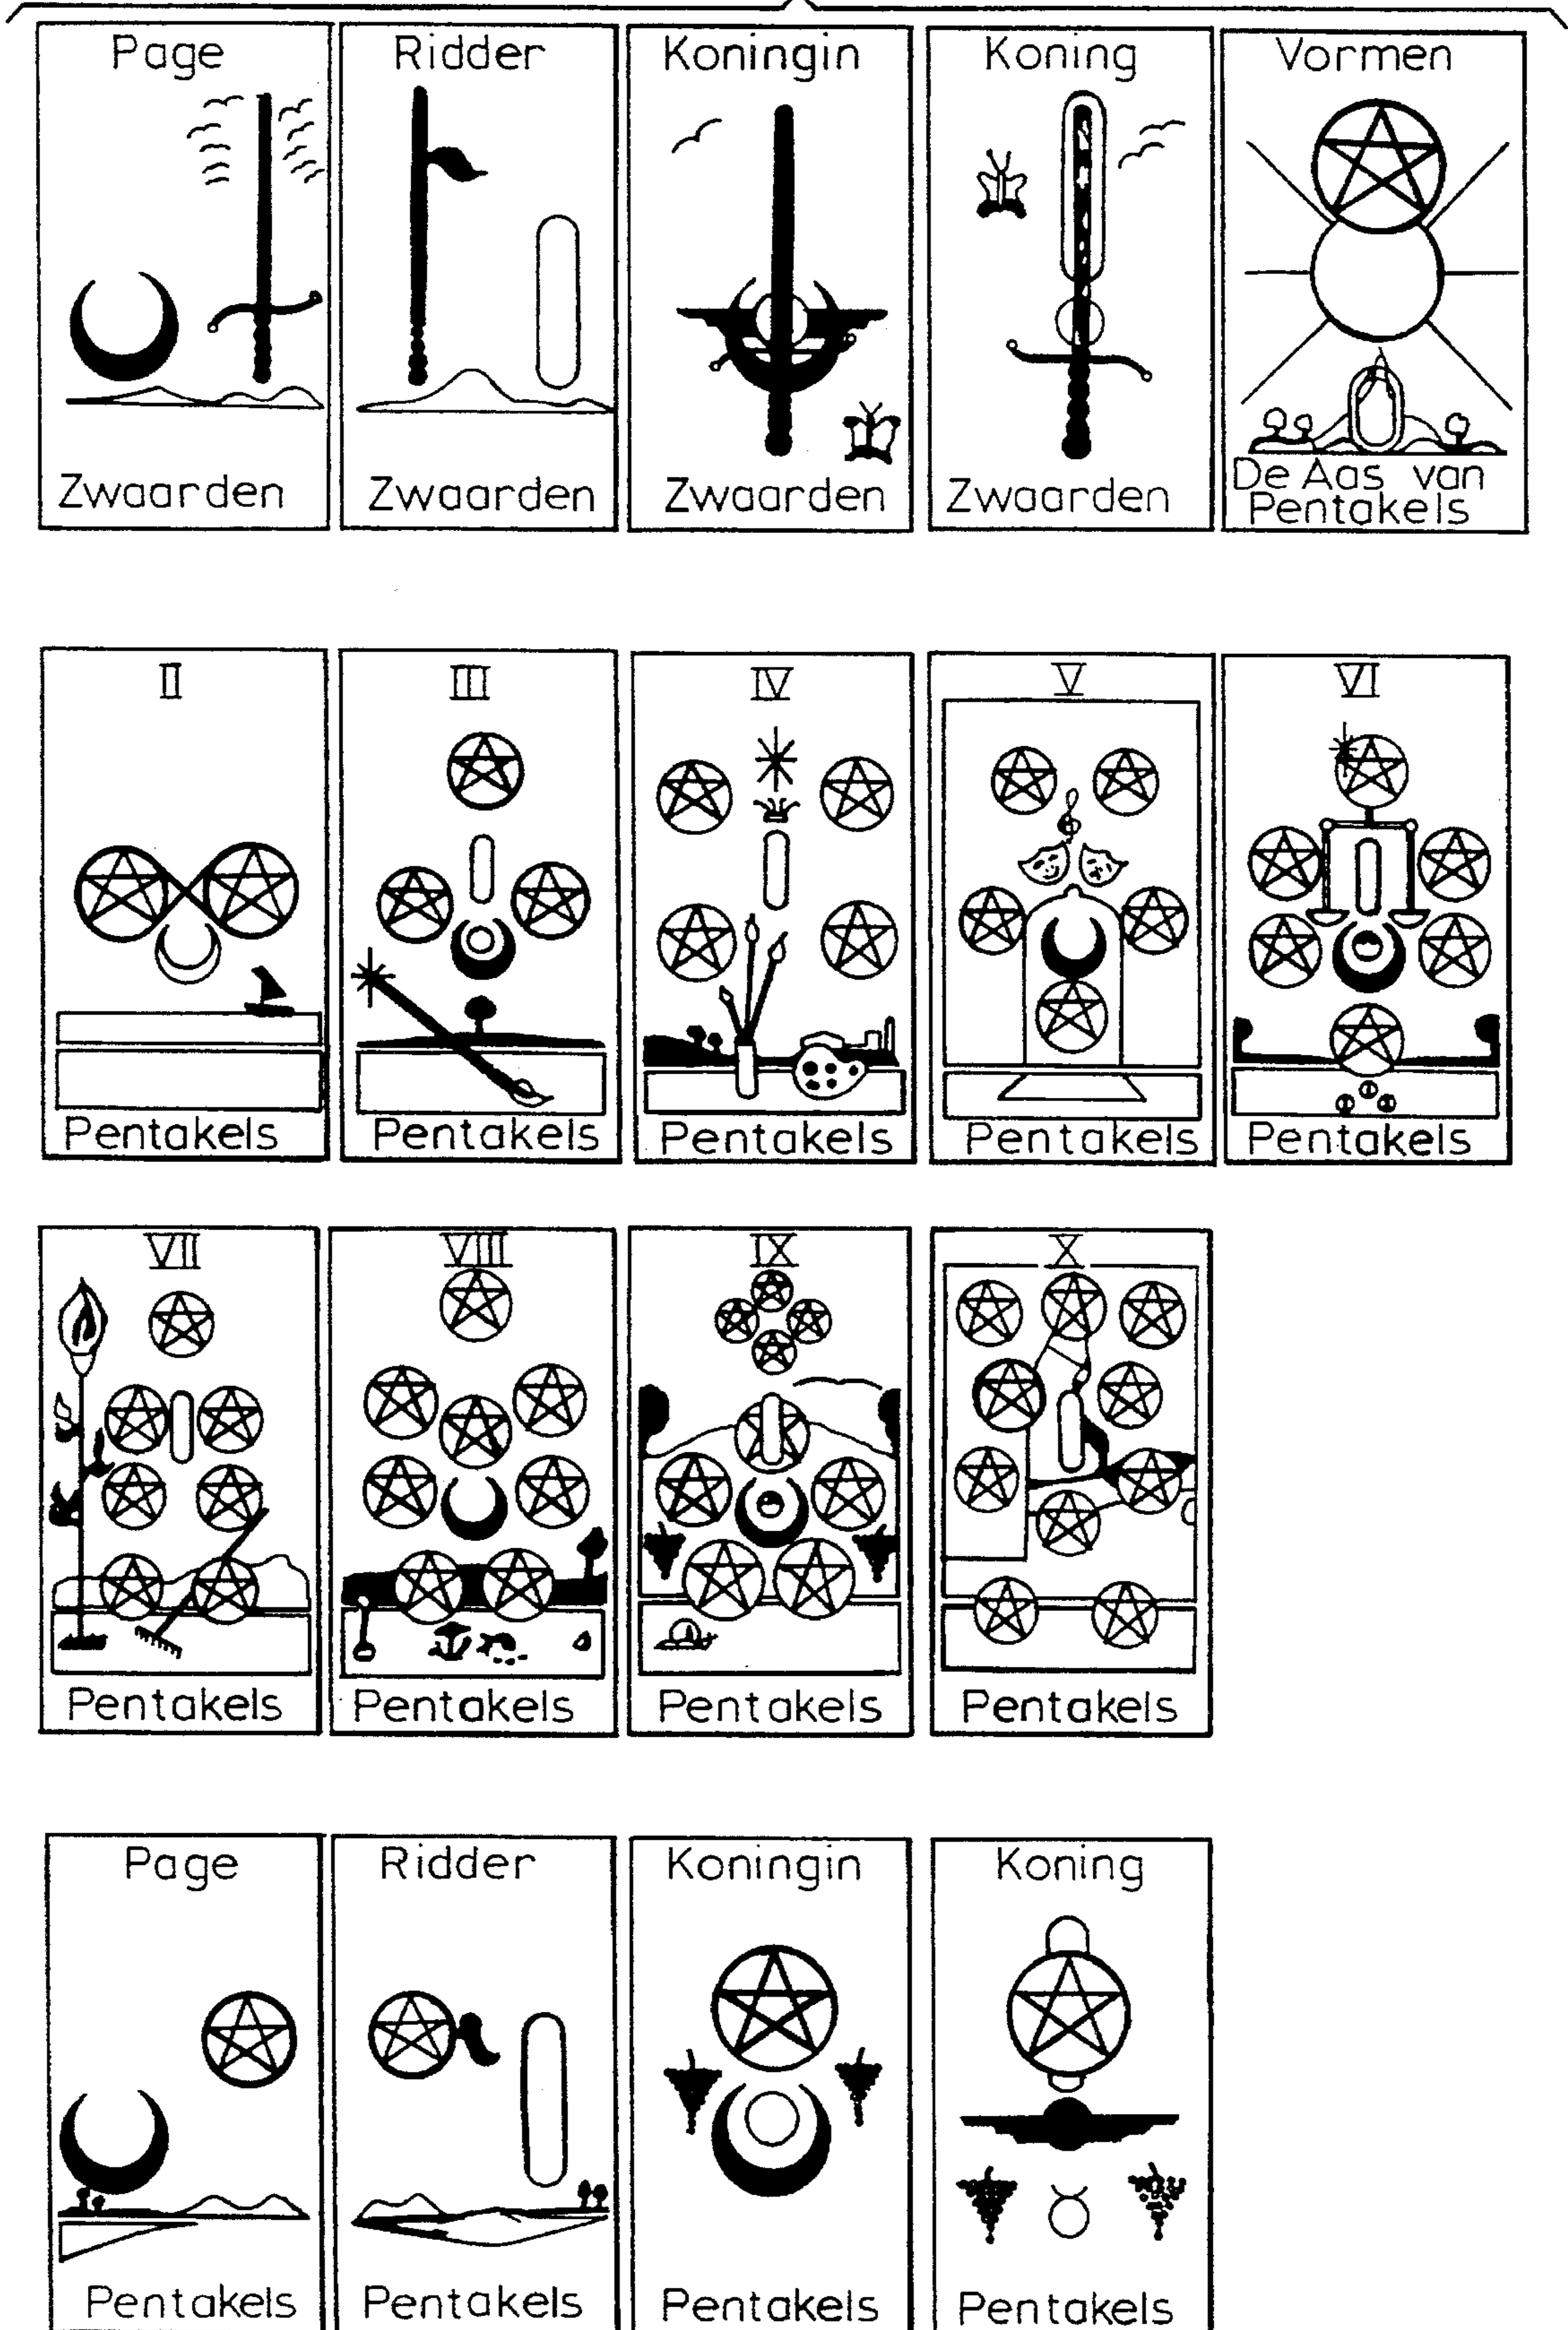 Page
Zwaarden
Ridder
Zwaarden
Koningin
Zwaarden
Koning
Zwaarden
Vormen
De Aas van
Pentakels
II
Pentakels
III
Pentakels
IV
Pentakels
V
Pentakels
VI
Pentakels
VII
Pentakels
VIII
Pentakels
IX
Pentakels
X
Pentakels
Page
Pentakels
Ridder
Pentakels
Koningin
Pentakels
Koning
Pentakels